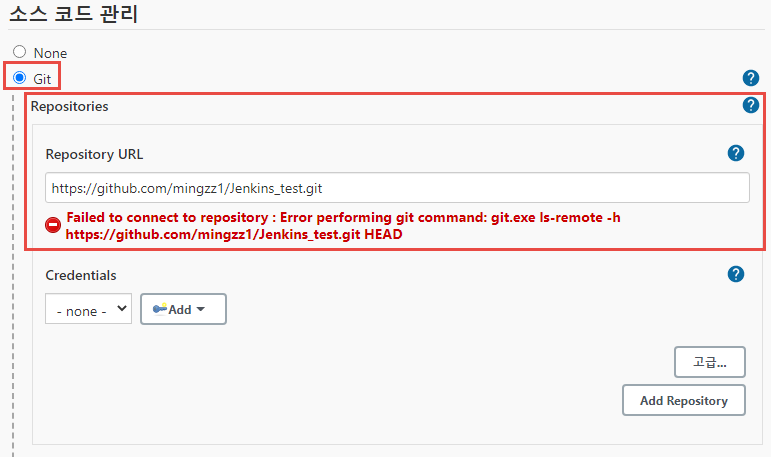 소스 코드 관리
None
Git
Repositories
Repository URL
https://github.com/mingzz1/Jenkins_test.git
Failed to connect to repository : Error performing git command: git.exe ls-remote -h
https://github.com/mingzz1/Jenkins_test.git HEAD
Credentials
- none -
Add
고급...
Add Repository